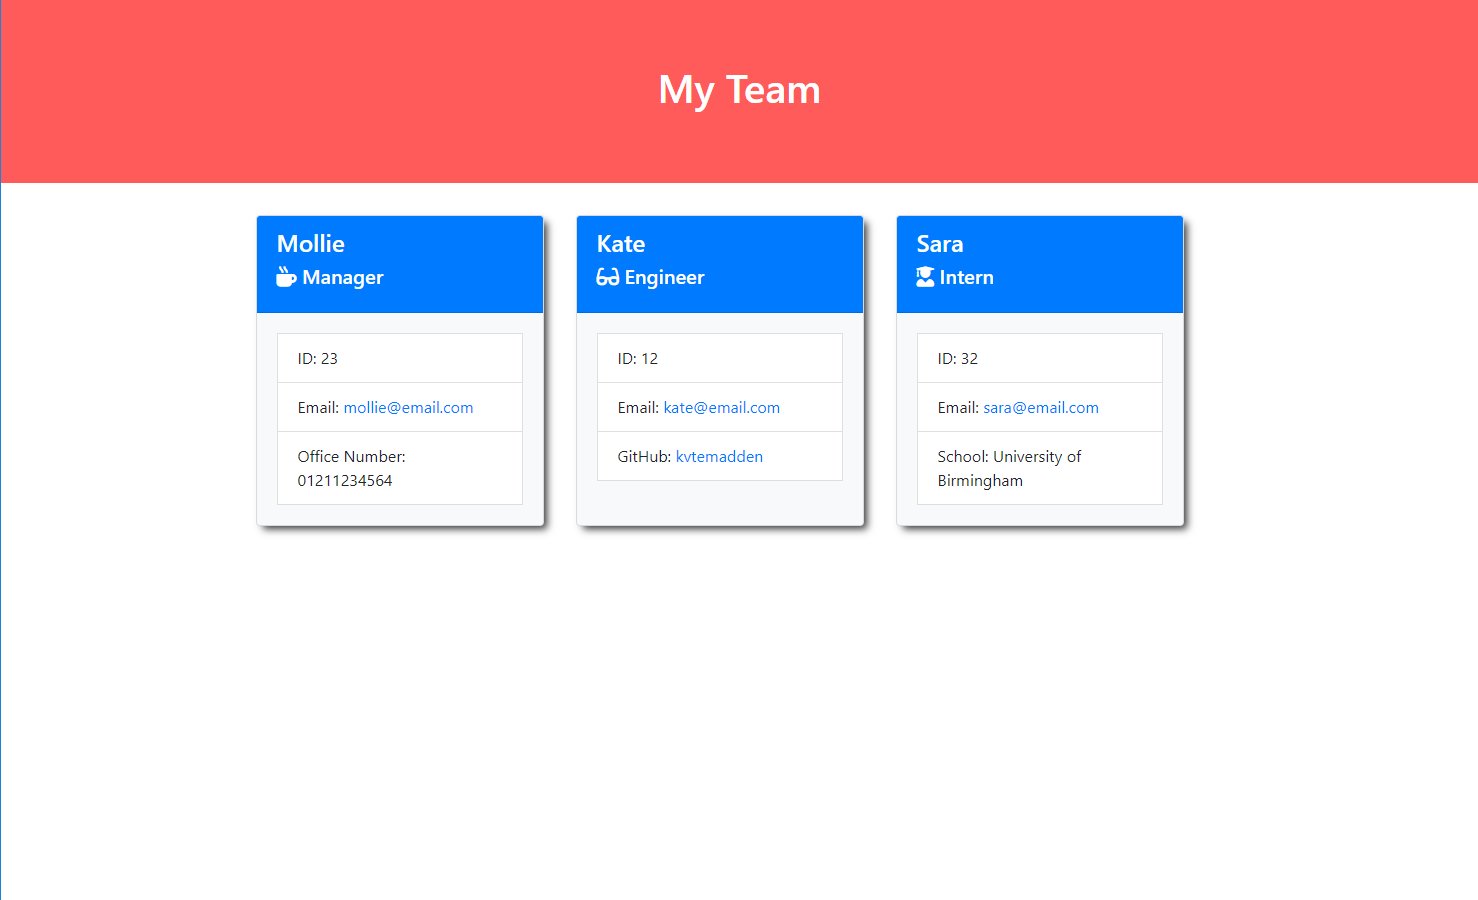 My Team
Mollie
Manager
ID: 23
Email: mollie@email.com
Office Number:
01211234564
Kate
Engineer
ID: 12
Email: kate@email.com
GitHub: kvtemadden
Sara
Intern
ID: 32
Email: sara@email.com
School: University of
Birmingham